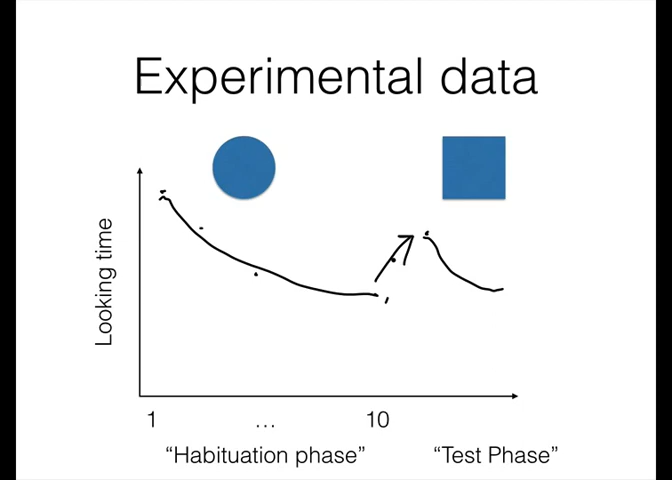 Experimental data
Looking time
1 … 10
“Habituation phase” “Test Phase”